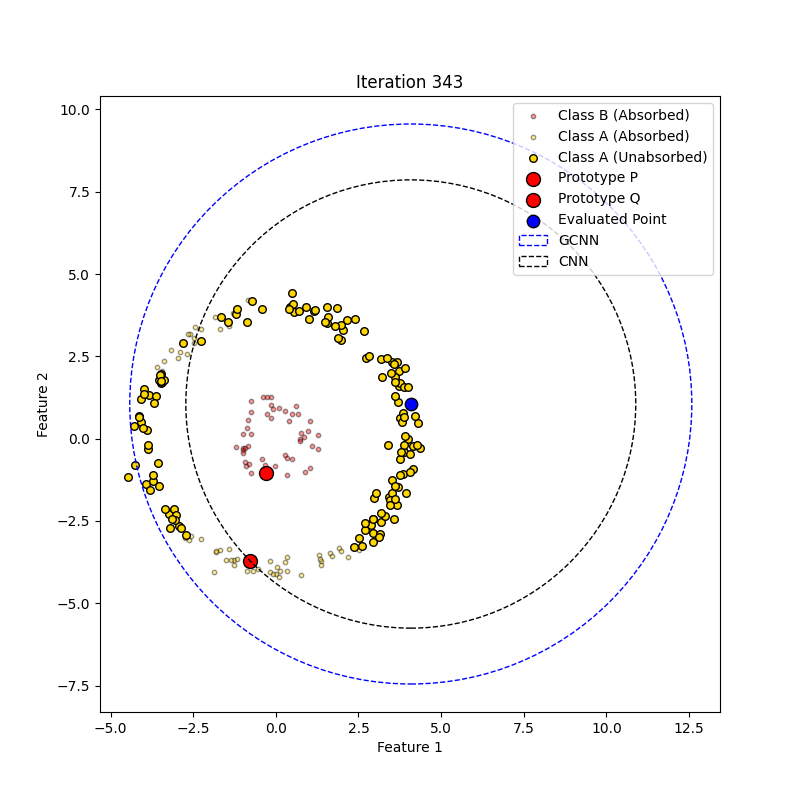 Iteration 343
10.0
7.5
5.0
2.5
0.0
−2.5
−5.0
−7.5
Feature 2
Class B (Absorbed)
Class A (Absorbed)
Class A (Unabsorbed)
Prototype P
Prototype Q
Evaluated Point
GCNN
CNN
−5.0 −2.5 0.0 2.5 5.0 7.5 10.0 12.5
Feature 1